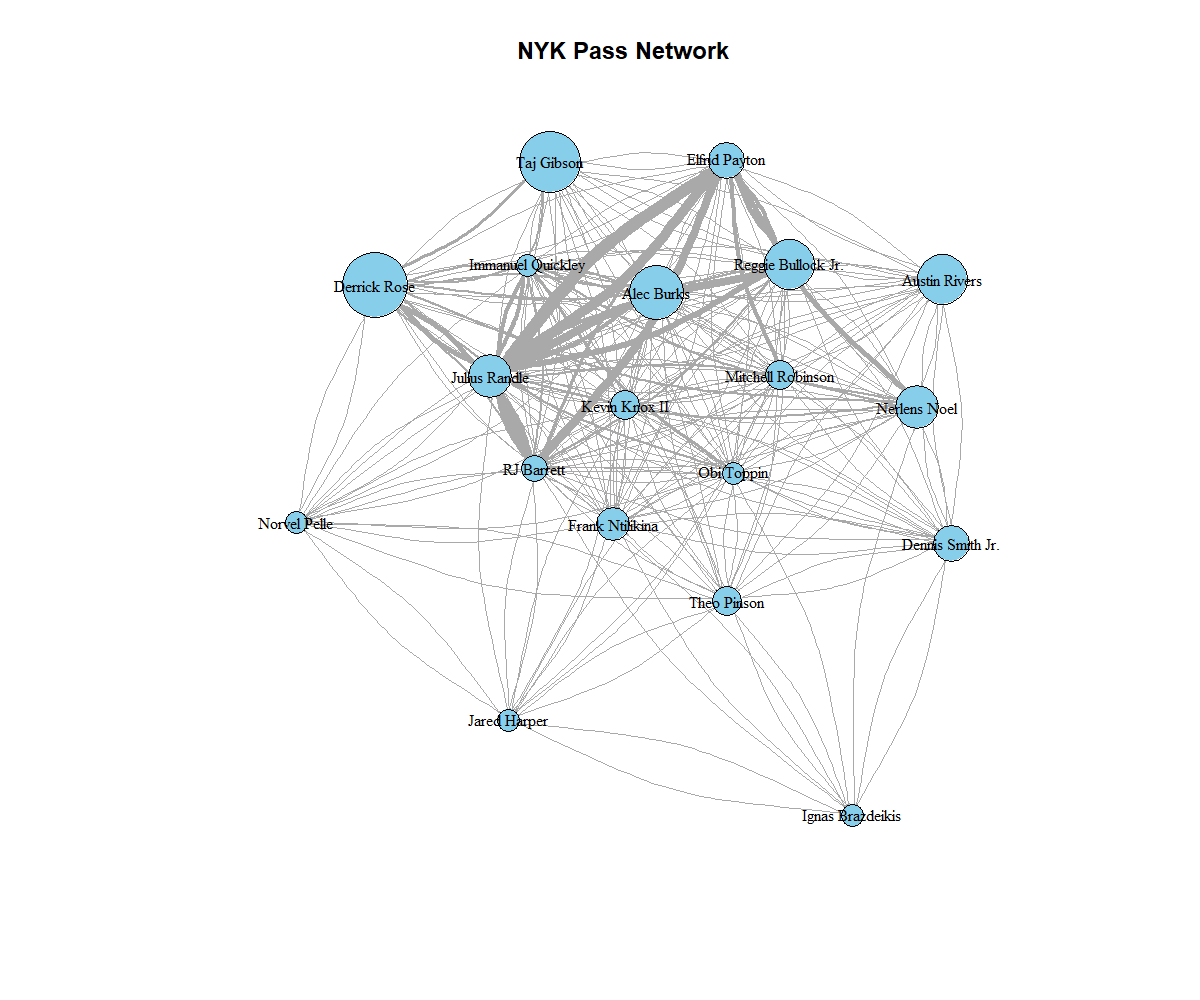 NYK Pass Network
Taj Gibson
Elfrid Payton
Immanuel Quickley
Reggie Bullock Jr.
Derrick Rose
Alec Burks
Austin Rivers
Julius Randle
Mitchell Robinson
Kevin Knox II
Nerlens Noel
RJ Barrett
Obi Toppin
Norvel Pelle
Frank Ntilikina
Dennis Smith Jr.
Theo Pinson
Jared Harper
Ignas Brazdeikis